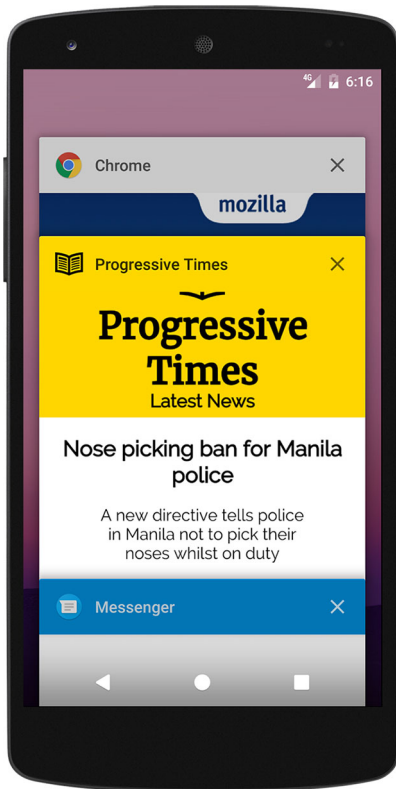 4G 6:16
Chrome
mozilla
Progressive Times
Progressive
Times
Latest News
Nose picking ban for Manila
police
A new directive tells police
in Manila not to pick their
noses whilst on duty
Messenger